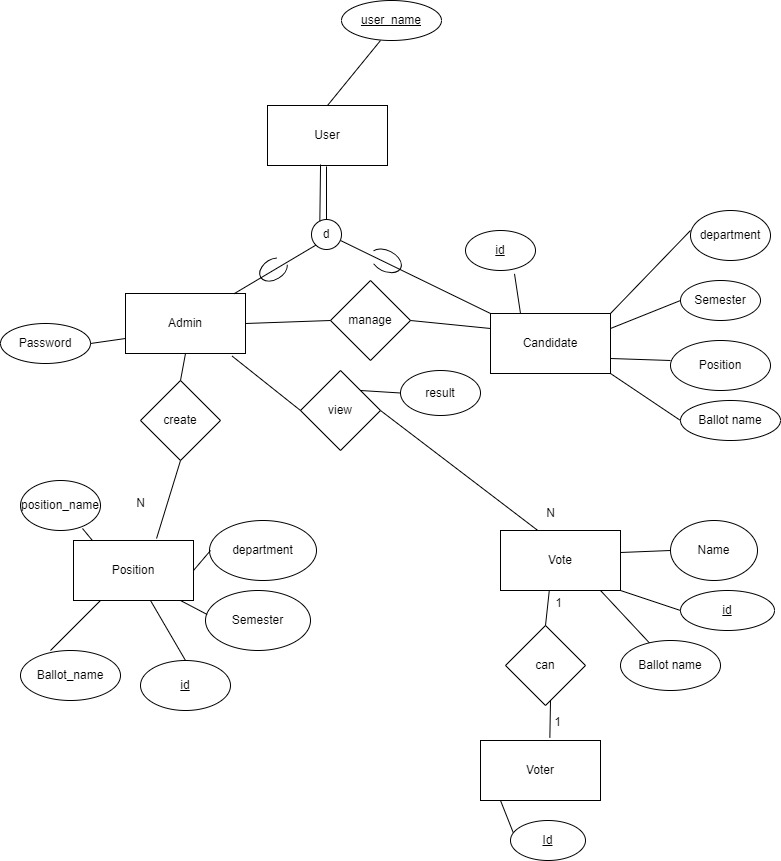 user_name
User
d
id
department
Admin
manage
Semester
Password
Candidate
Position
view
result
create
Ballot name
position_name
N
N
department
Vote
Name
Position
Semester
1
id
Ballot_name
id
can
Ballot name
1
Voter
Id